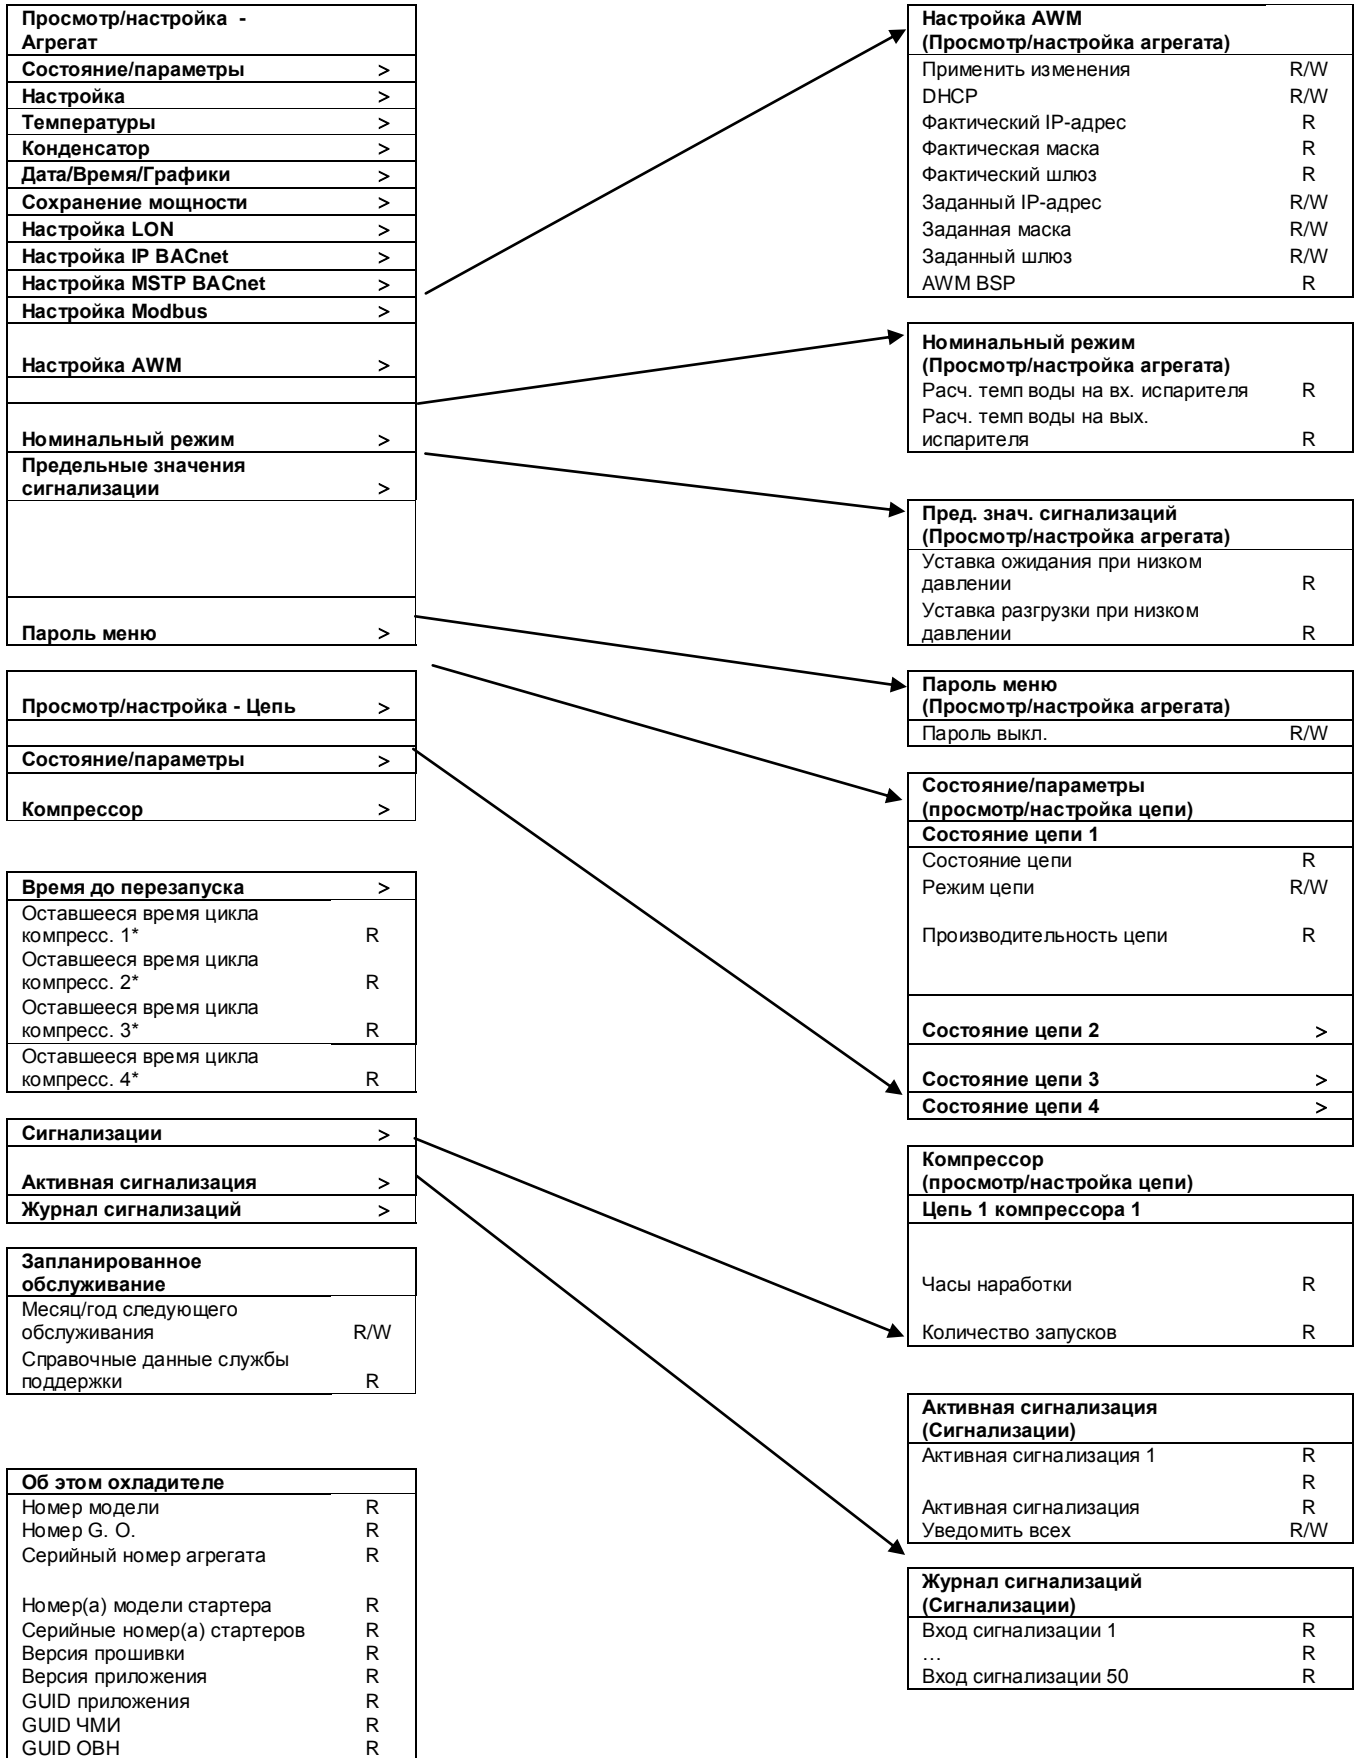 Просмотр/настройка -
Агрегат
Состояние/параметры >
Настройка >
Температуры >
Конденсатор >
Дата/Время/Графики >
Сохранение мощности >
Настройка LON >
Настройка IP BACnet >
Настройка MSTP BACnet >
Настройка Modbus >
Настройка AWM >
Номинальный режим >
Предельные значения
сигнализации >
Пароль меню >
Просмотр/настройка - Цепь >
Состояние/параметры >
Компрессор >
Время до перезапуска >
Оставшееся время цикла
компресс. 1* R
Оставшееся время цикла
компресс. 2* R
Оставшееся время цикла
компресс. 3* R
Оставшееся время цикла
компресс. 4* R
Сигнализации >
Активная сигнализация >
Журнал сигнализаций >
Запланированное
обслуживание
Месяц/год следующего
обслуживания R/W
Справочные данные службы
поддержки R
Об этом охладителе
Номер модели R
Номер G. O. R
Серийный номер агрегата R
Номер(а) модели стартера R
Серийные номер(а) стартеров R
Версия прошивки R
Версия приложения R
GUID приложения R
GUID ЧМИ R
GUID OBH R
Настройка AWM
(Просмотр/настройка агрегата)
Применить изменения R/W
DHCP R/W
Фактический IP-адрес R
Фактическая маска R
Фактический шлюз R
Заданный IP-адрес R/W
Заданная маска R/W
Заданный шлюз R/W
AWM BSP R
Номинальный режим
(Просмотр/настройка агрегата)
Расч. темп воды на вх. испарителя R
Расч. темп воды на вых.
испарителя R
Пред. знач. сигнализаций
(Просмотр/настройка агрегата)
Уставка ожидания при низком
давлении R
Уставка разгрузки при низком
давлении R
Пароль меню
(Просмотр/настройка агрегата)
Пароль выкл. R/W
Состояние/параметры
(просмотр/настройка цепи)
Состояние цепи 1
Состояние цепи R
Режим цепи R/W
Производительность цепи R
Состояние цепи 2 >
Состояние цепи 3 >
Состояние цепи 4 >
Компрессор
(просмотр/настройка цепи)
Цепь 1 компрессора 1
Часы наработки R
Количество запусков R
Активная сигнализация
(Сигнализации)
Активная сигнализация 1 R
R
Активная сигнализация R
Уведомить всех R/W
Журнал сигнализаций
(Сигнализации)
Вход сигнализации 1 R
… R
Вход сигнализации 50 R